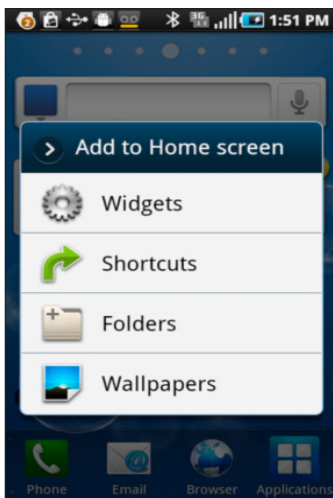 1:51 PM
Add to Home screen
Widgets
Shortcuts
Folders
Wallpapers
Phone Email Browser Applications